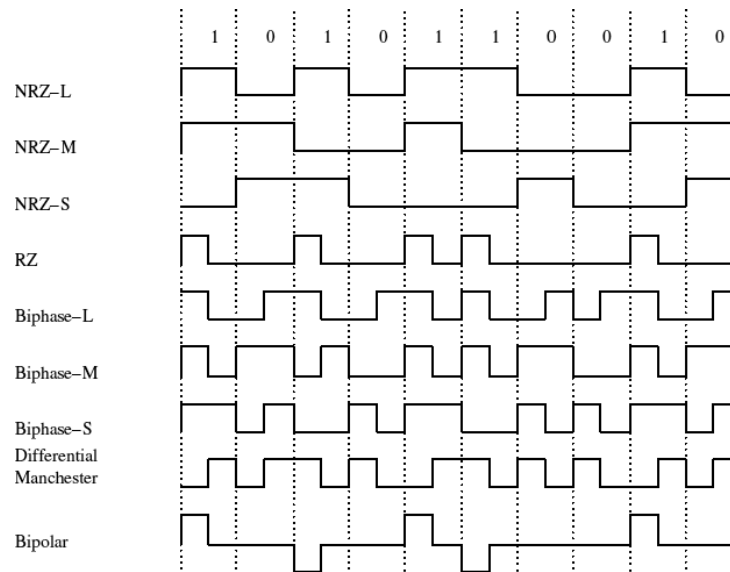 1 0 1 0 1 1 0 0 1 0
NRZ–L
NRZ–M
NRZ–S
RZ
Biphase–L
Biphase–M
Biphase–S
Differential
Manchester
Bipolar